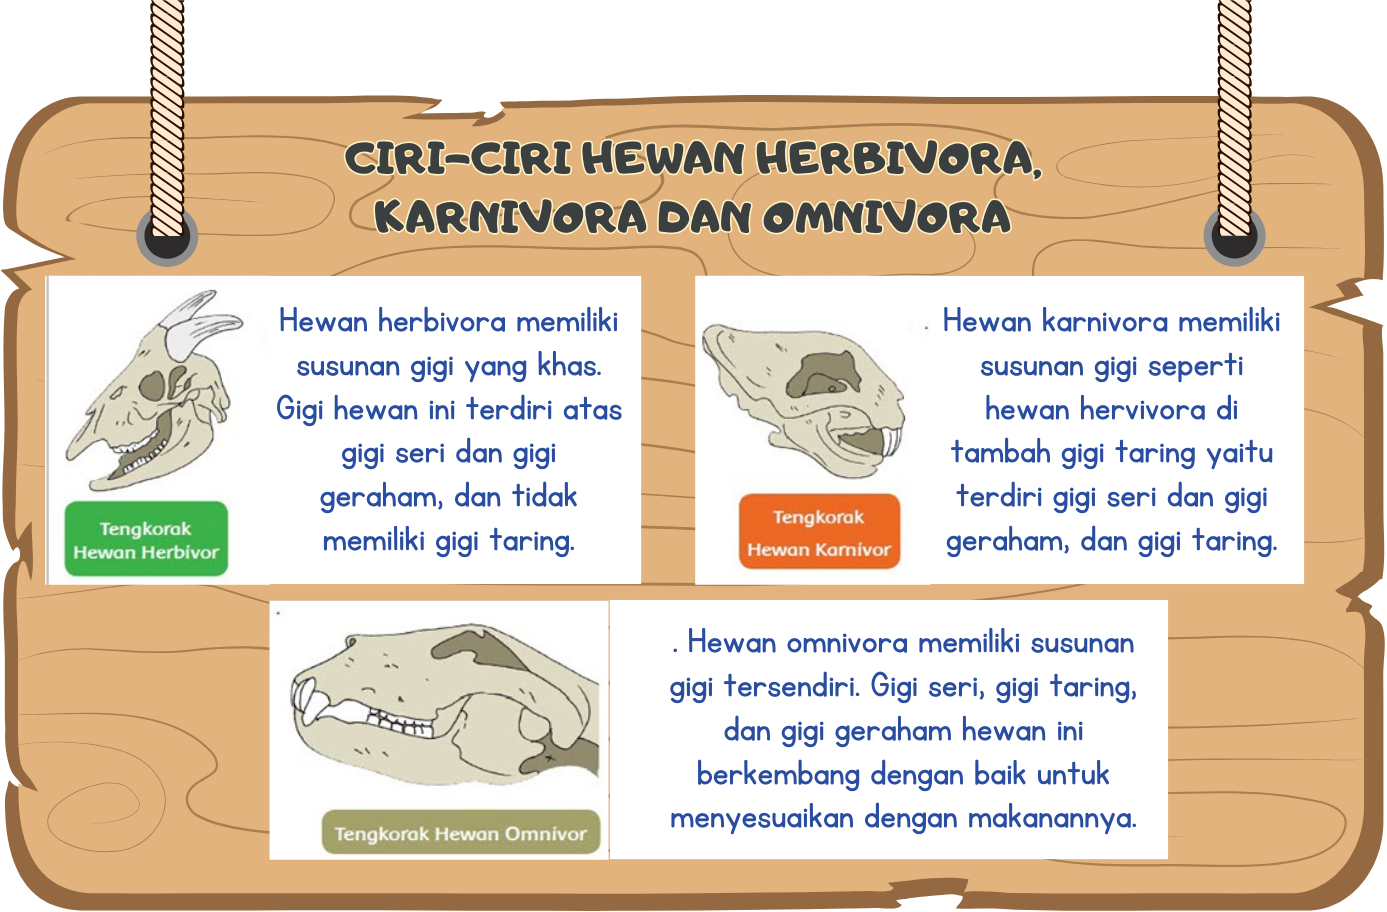 CIRI-CIRI HEWAN HERBIVORA,
KARNIVORA DAN OMNIVORA
Hewan herbivora memiliki
susunan gigi yang khas.
Gigi hewan ini terdiri atas
gigi seri dan gigi
geraham, dan tidak
memiliki gigi taring.
Tengkorak
Hewan Herbivor
. Hewan karnivora memiliki
susunan gigi seperti
hewan hervivora di
tambah gigi taring yaitu
terdiri gigi seri dan gigi
geraham, dan gigi taring.
Tengkorak
Hewan Karnivor
. Hewan omnivora memiliki susunan
gigi tersendiri. Gigi seri, gigi taring,
dan gigi geraham hewan ini
berkembang dengan baik untuk
menyesuaikan dengan makanannya.
Tengkorak Hewan Omnivor